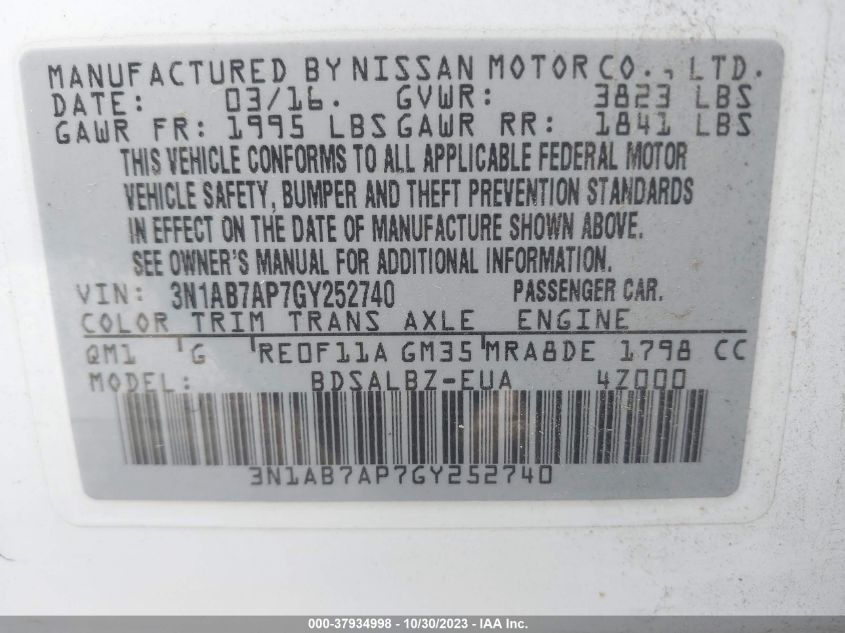 MANUFACTURED BY NISSAN MOTOR CO., LTD.
DATE: 03/16. GVWR: 3823 LBS
GAWR FR: 1995 LBS GAWR RR: 1841 LBS
THIS VEHICLE CONFORMS TO ALL APPLICABLE FEDERAL MOTOR
VEHICLE SAFETY, BUMPER AND THEFT PREVENTION STANDARDS
IN EFFECT ON THE DATE OF MANUFACTURE SHOWN ABOVE.
SEE OWNER'S MANUAL FOR ADDITIONAL INFORMATION.
VIN: 3N1AB7AP7GY252740 PASSENGER CAR.
COLOR TRIM TRANS AXLE ENGINE
QM1 G RE0F11A GM35 MRA8DE 1798 CC
MODEL: BDSALBZ-EUA 4Z000
3N1AB7AP7GY252740
000-37934998 - 10/30/2023 - IAA Inc.